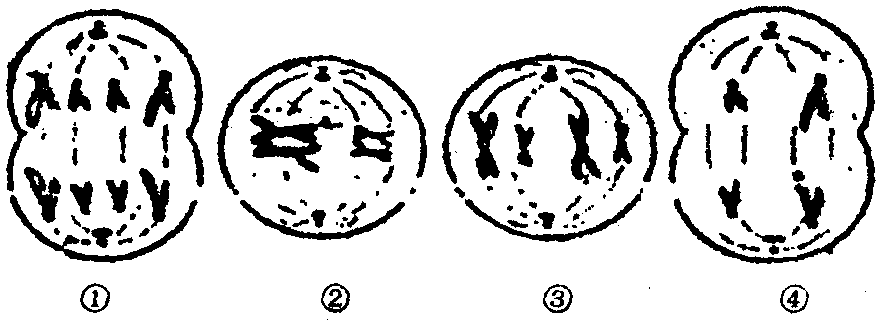 ① ② ③ ④